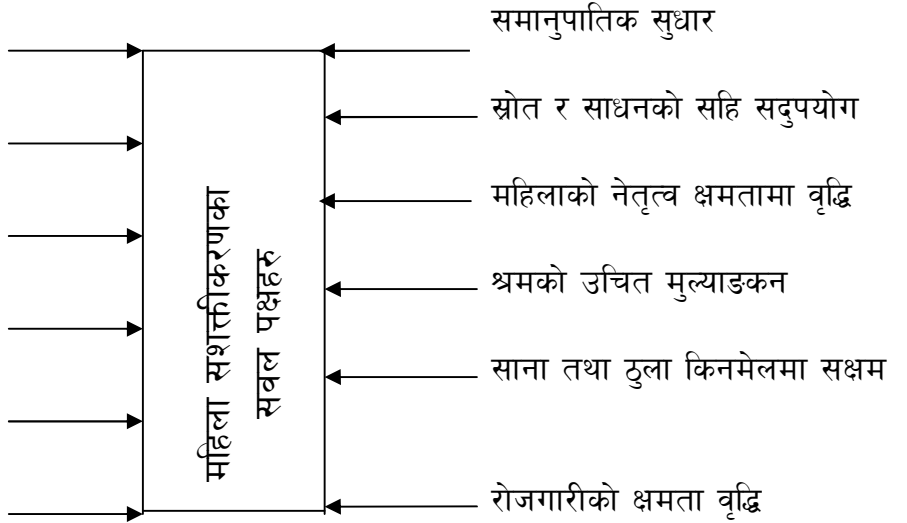 समानुपातिक सुधार
स्रोत र साधनको सहि सदुपयोग
महिलाको नेतृत्व क्षमतामा वृद्धि
श्रमको उचित मुल्याङकन
साना तथा ठुला किनमेलमा सक्षम
रोजगारीको क्षमता वृद्धि
महिला सशक्तीकरणका
सवल पक्षहरु